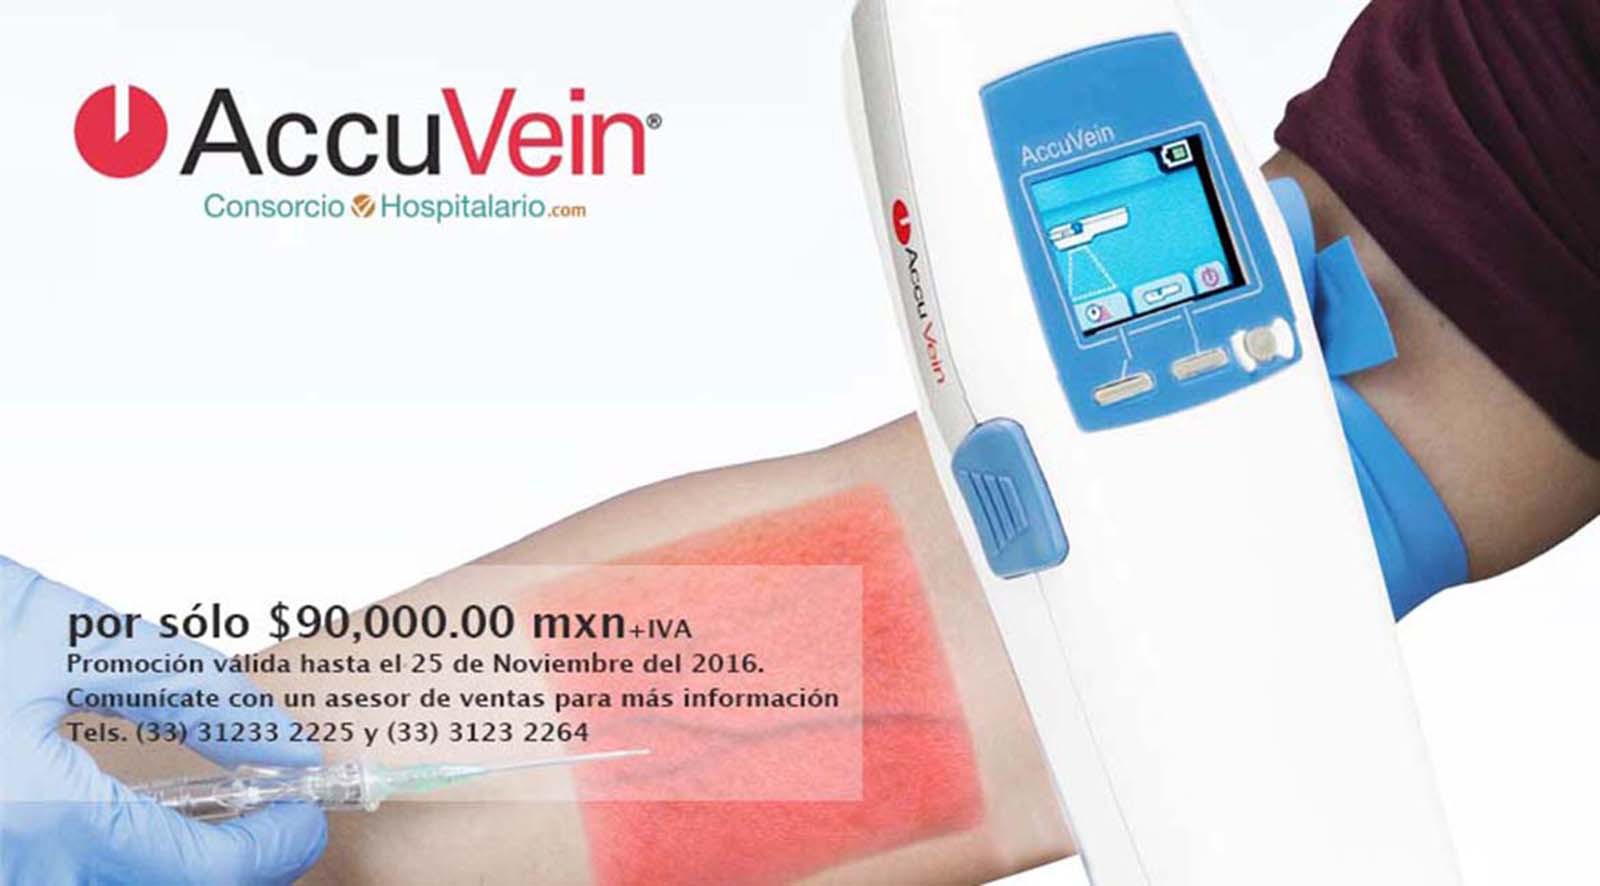 AccuVein®
Consorcio Hospitalario.com
AccuVein
AccuVein
por sólo $90,000.00 mxn+IVA
Promoción válida hasta el 25 de Noviembre del 2016.
Comunícate con un asesor de ventas para más información
Tels. (33) 31233 2225 y (33) 3123 2264